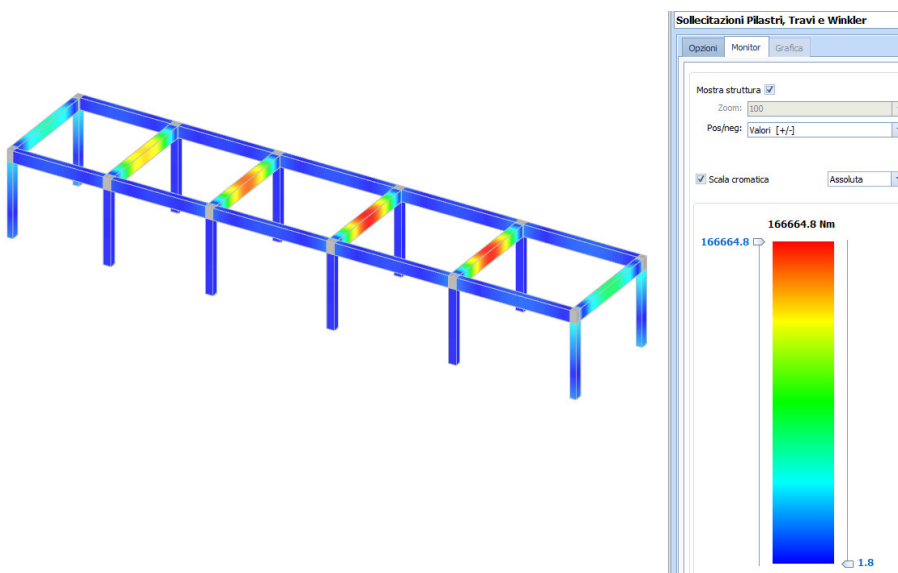 Sollecitazioni Pilastri, Travi e Winkler
Opzioni Monitor Grafica
Mostra struttura
Zoom: 100
Pos/neg: Valori [+/-]
Scala cromatica Assoluta
166664.8 Nm
166664.8
1.8